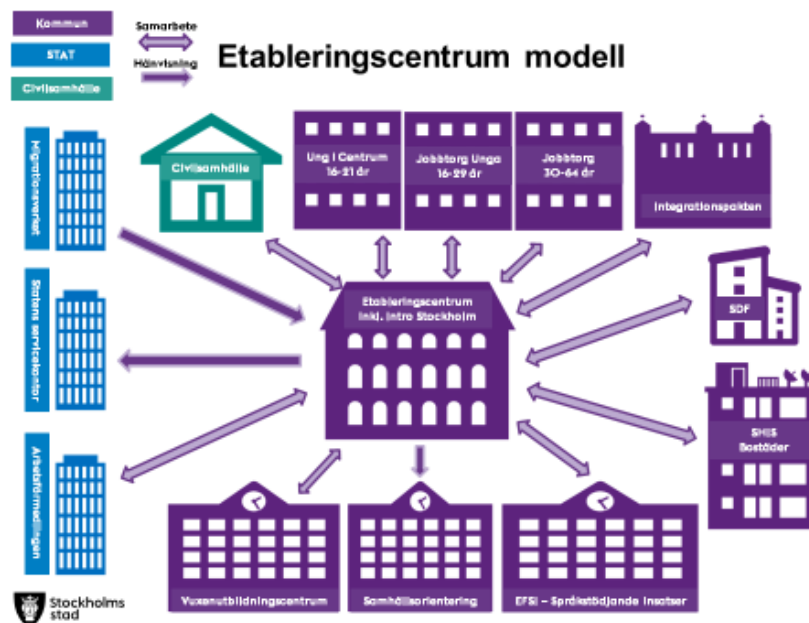 Kommun
STAT
Civilsamhälle
Samarbete
Hänvisning
Etableringscentrum modell
Migrationsverket
Statens servicekontor
Arbetsförmedlingen
Civilsamhälle
Ung i Centrum
16-21 år
Jobbtorg Unga
16-29 år
Jobbtorg
30-64 år
Integrationspakten
Etableringscentrum
inkl. Intro Stockholm
SDF
SHIS
Bostäder
Vuxenutbildningscentrum
Samhällsorientering
EFSI – Språkstödjande insatser
Stockholms
stad